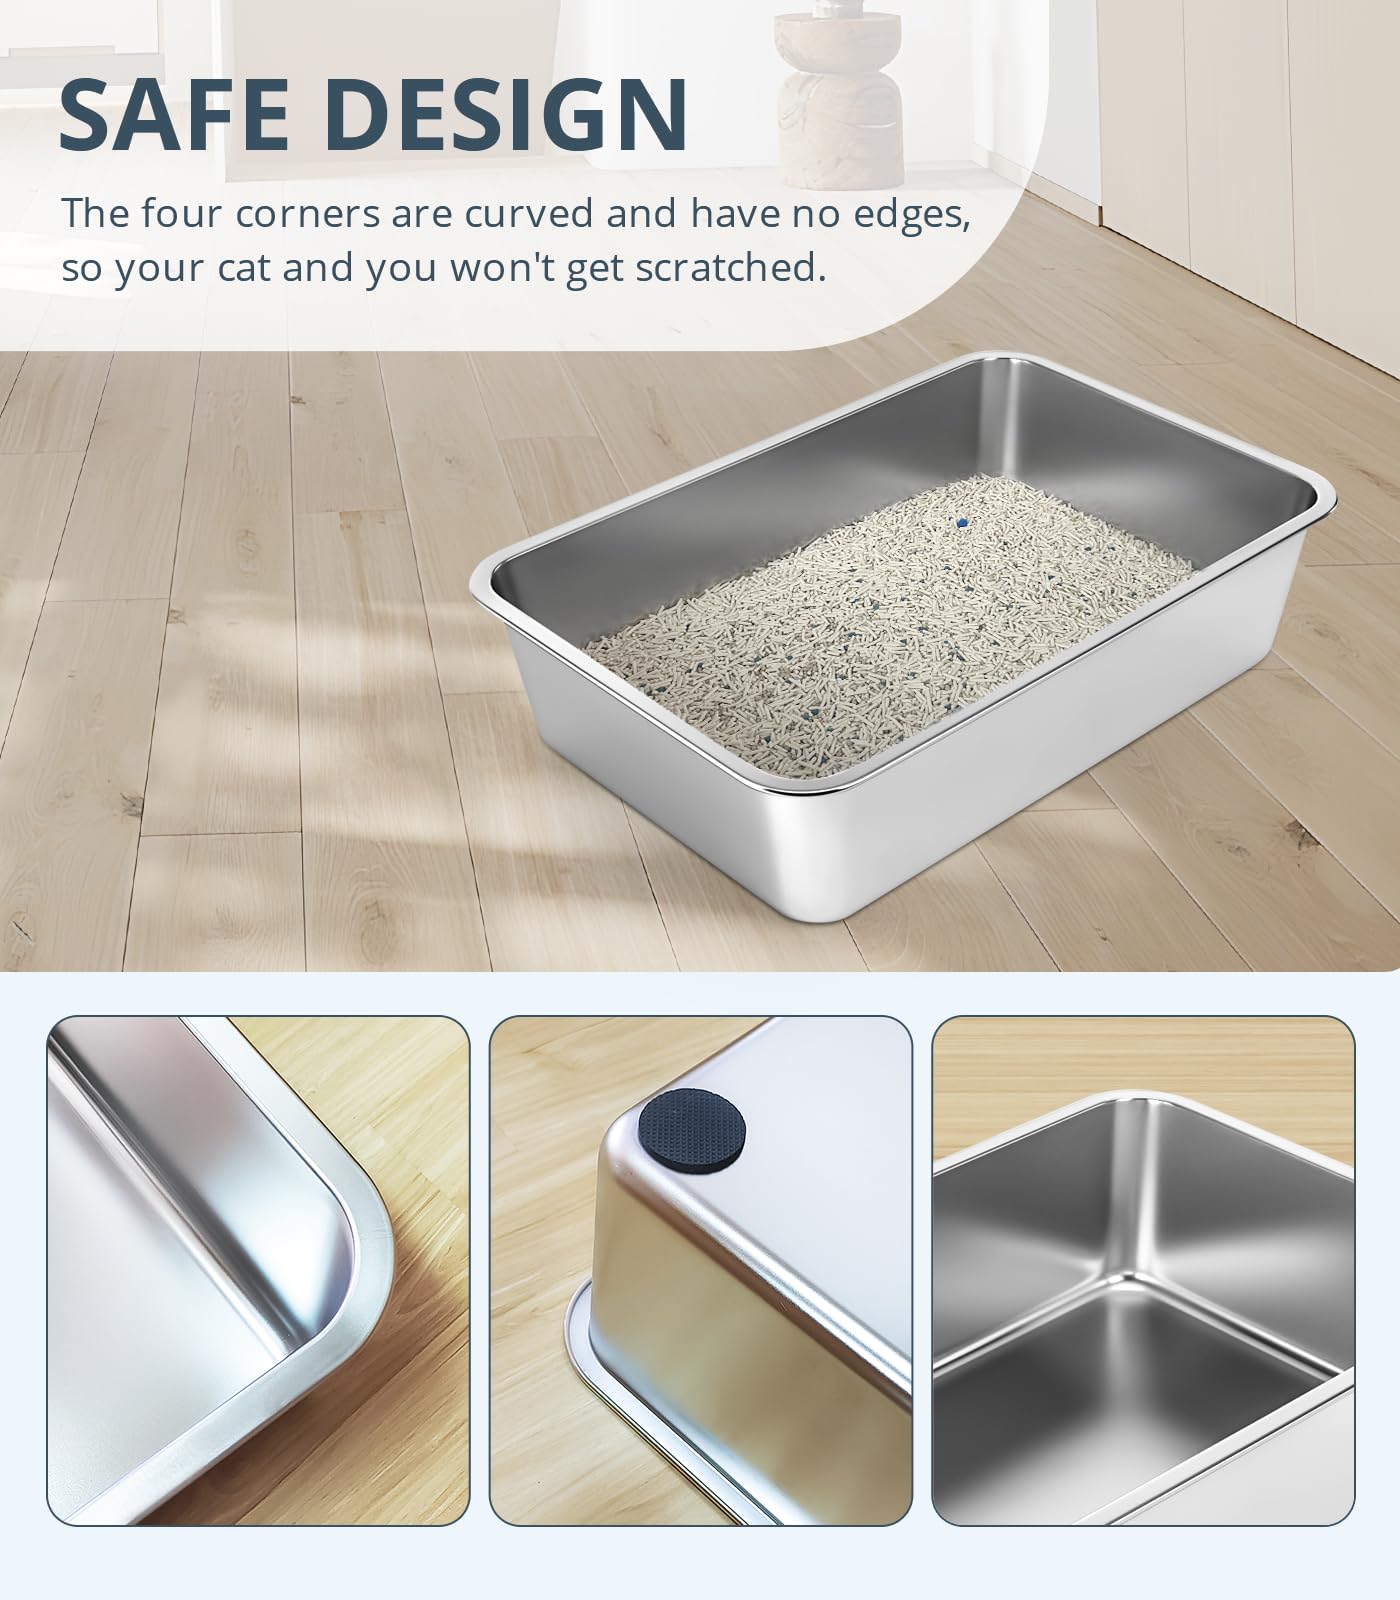 SAFE DESIGN
The four corners are curved and have no edges,
so your cat and you won't get scratched.